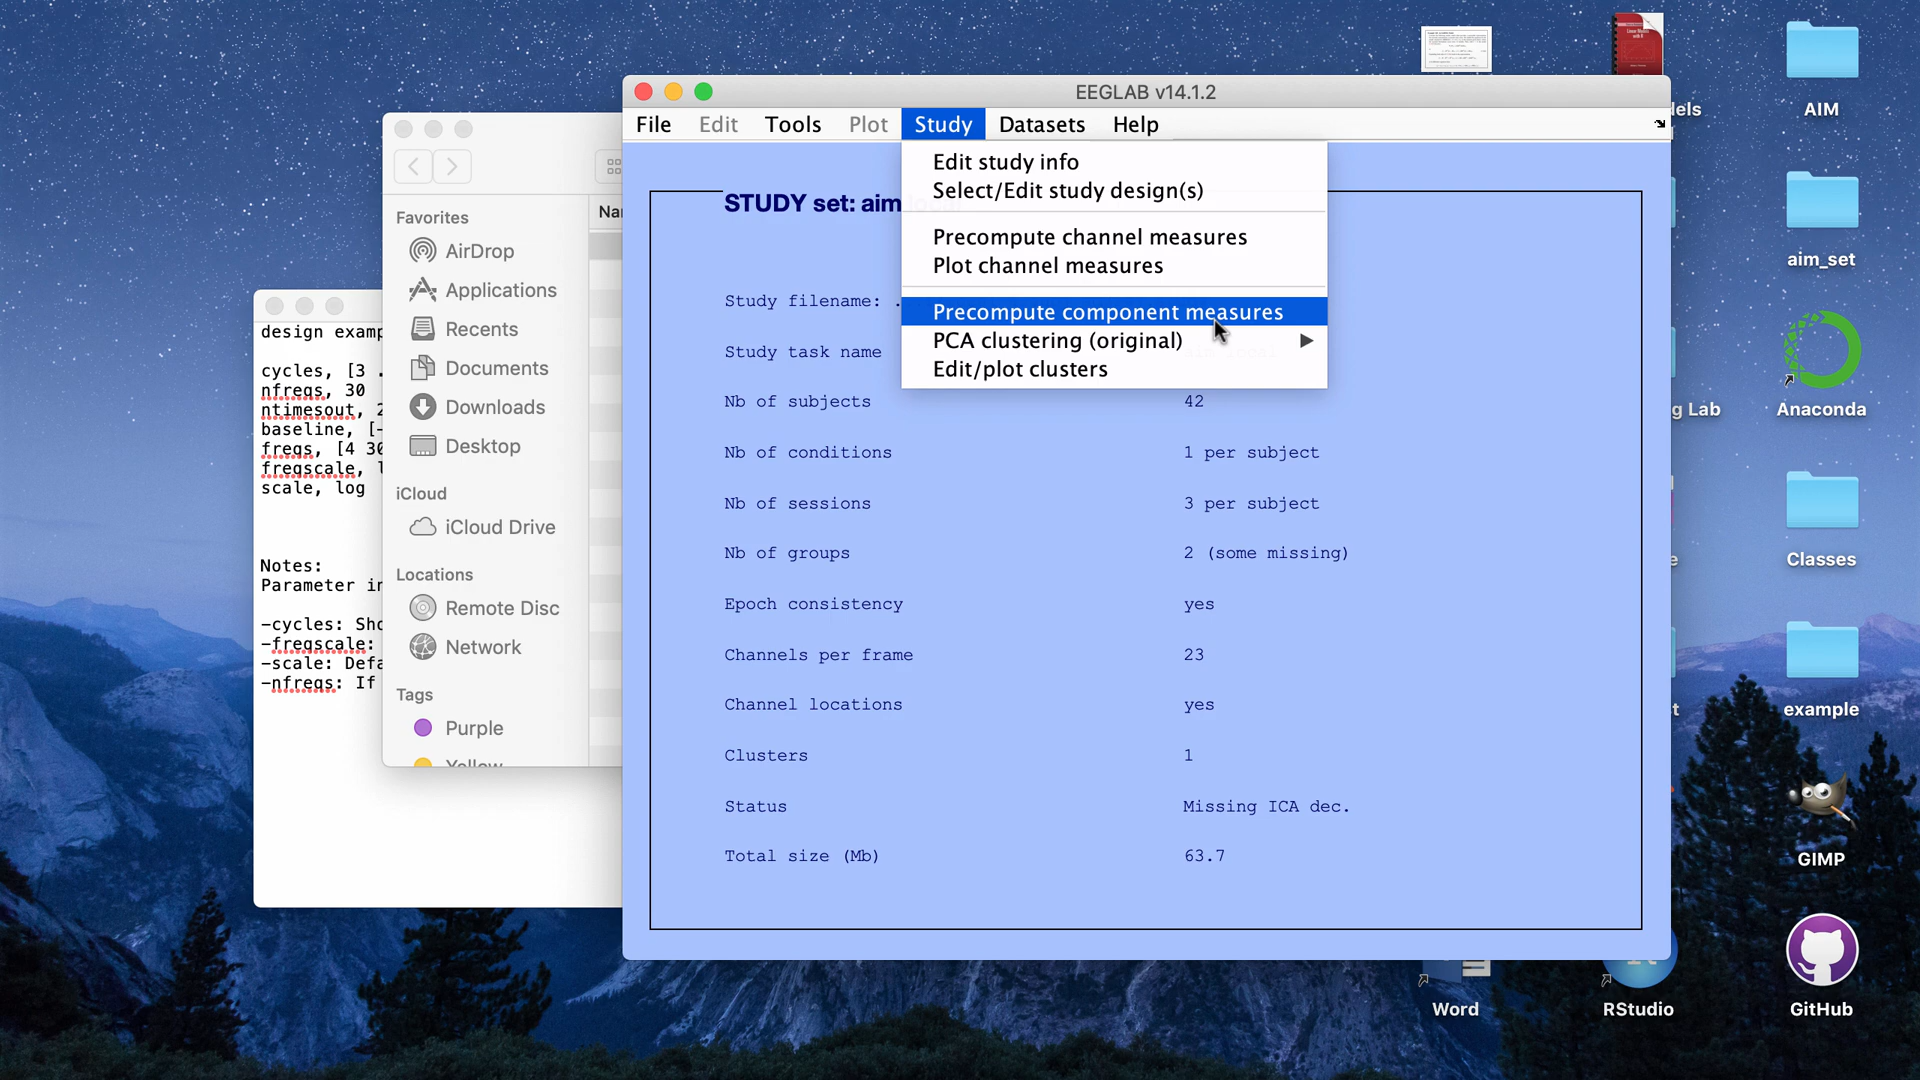 EEGLAB v14.1.2
File Edit Tools Plot Study Datasets Help
Edit study info
Select/Edit study design(s)
Precompute channel measures
Plot channel measures
Precompute component measures
PCA clustering (original)
Edit/plot clusters
STUDY set: aim
Study filename: .
Study task name
Nb of subjects 42
Nb of conditions 1 per subject
Nb of sessions 3 per subject
Nb of groups 2 (some missing)
Epoch consistency yes
Channels per frame 23
Channel locations yes
Clusters 1
Status Missing ICA dec.
Total size (Mb) 63.7
Favorites
AirDrop
Applications
Recents
Documents
Downloads
Desktop
iCloud
iCloud Drive
Locations
Remote Disc
Network
Tags
Purple
Yellow
design examp
cycles, [3 .
nfreqs, 30
ntimesout, 2
baseline, [-
freqs, [4 30
freqscale, l
scale, log
Notes:
Parameter in
-cycles: Sho
-freqscale:
-scale: Defa
-nfreqs: If
AIM
aim_set
Anaconda
g Lab
Classes
example
GIMP
Word
RStudio
GitHub